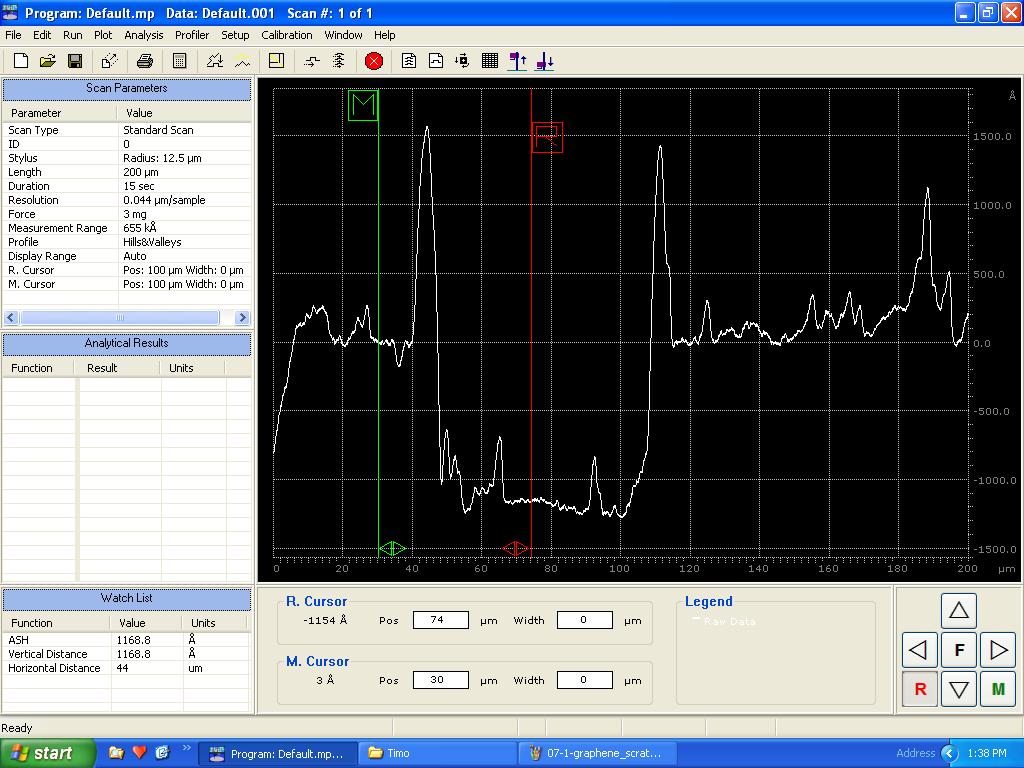 Program: Default.mp Data: Default.001 Scan #: 1 of 1
File Edit Run Plot Analysis Profiler Setup Calibration Window Help
Scan Parameters
Parameter Value
Scan Type Standard Scan
ID 0
Stylus Radius: 12.5 µm
Length 200 µm
Duration 15 sec
Resolution 0.044 µm/sample
Force 3 mg
Measurement Range 655 kÅ
Profile Hills&Valleys
Display Range Auto
R. Cursor Pos: 100 µm Width: 0 µm
M. Cursor Pos: 100 µm Width: 0 µm
Analytical Results
Function Result Units
Watch List
Function Value Units
ASH 1168.8 Å
Vertical Distance 1168.8 Å
Horizontal Distance 44 um
M
R
Å
1500.0
1000.0
500.0
0.0
-500.0
-1000.0
-1500.0
0 20 40 60 80 100 120 140 160 180 200 µm
R. Cursor
-1154 Å Pos 74 µm Width 0 µm
M. Cursor
3 Å Pos 30 µm Width 0 µm
Legend
Raw Data
F
R M
Ready
start
Program: Default.mp...
Timo
07-1-graphene_scrat...
Address
1:38 PM